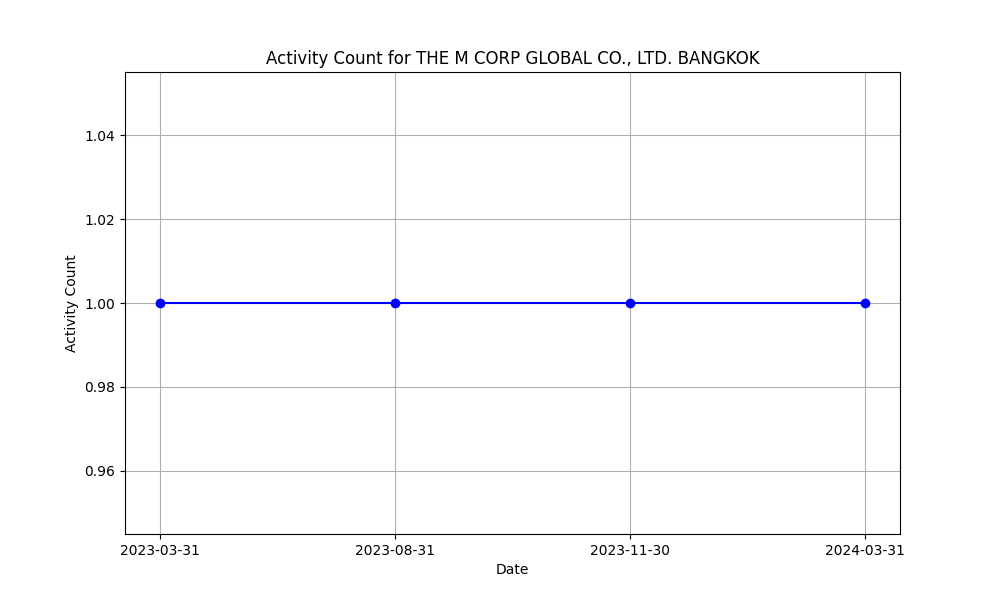 Activity Count for THE M CORP GLOBAL CO., LTD. BANGKOK
1.04
1.02
1.00
0.98
0.96
Activity Count
2023-03-31 2023-08-31 2023-11-30 2024-03-31
Date